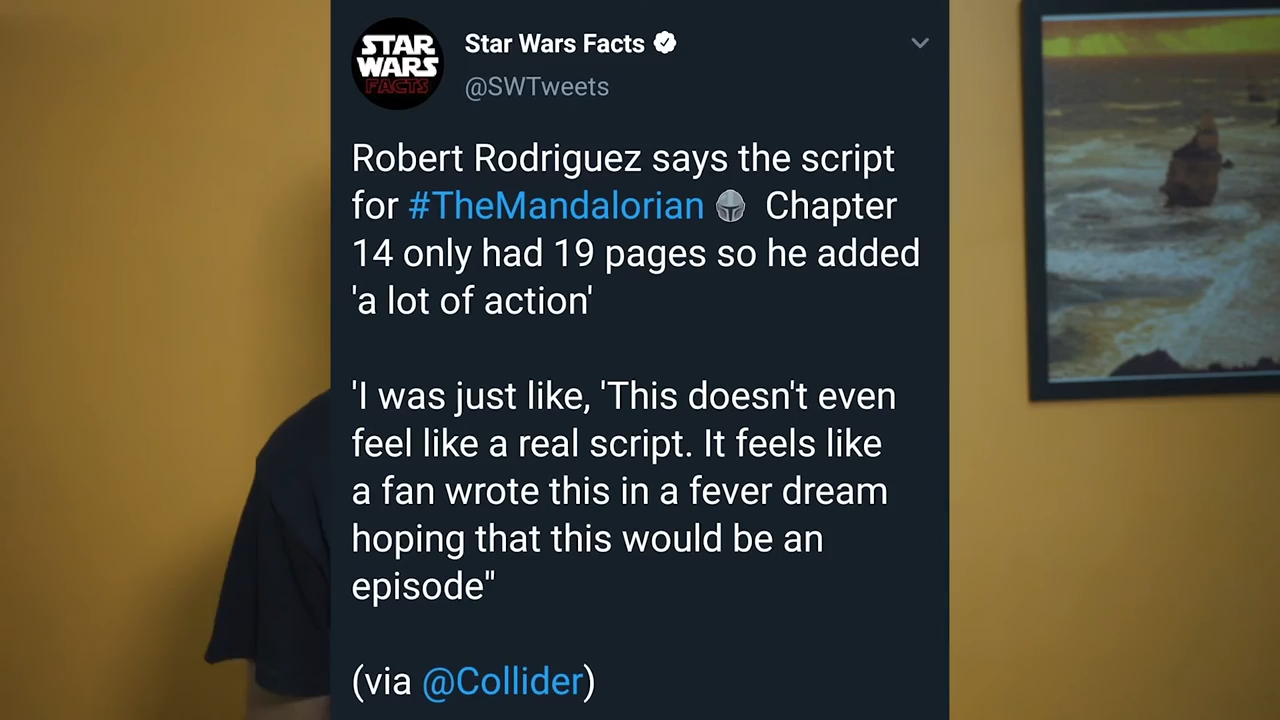 STAR
WARS
FACTS
Star Wars Facts
@SWTweets
Robert Rodriguez says the script
for #TheMandalorian Chapter
14 only had 19 pages so he added
'a lot of action'
'I was just like, 'This doesn't even
feel like a real script. It feels like
a fan wrote this in a fever dream
hoping that this would be an
episode"
(via @Collider)